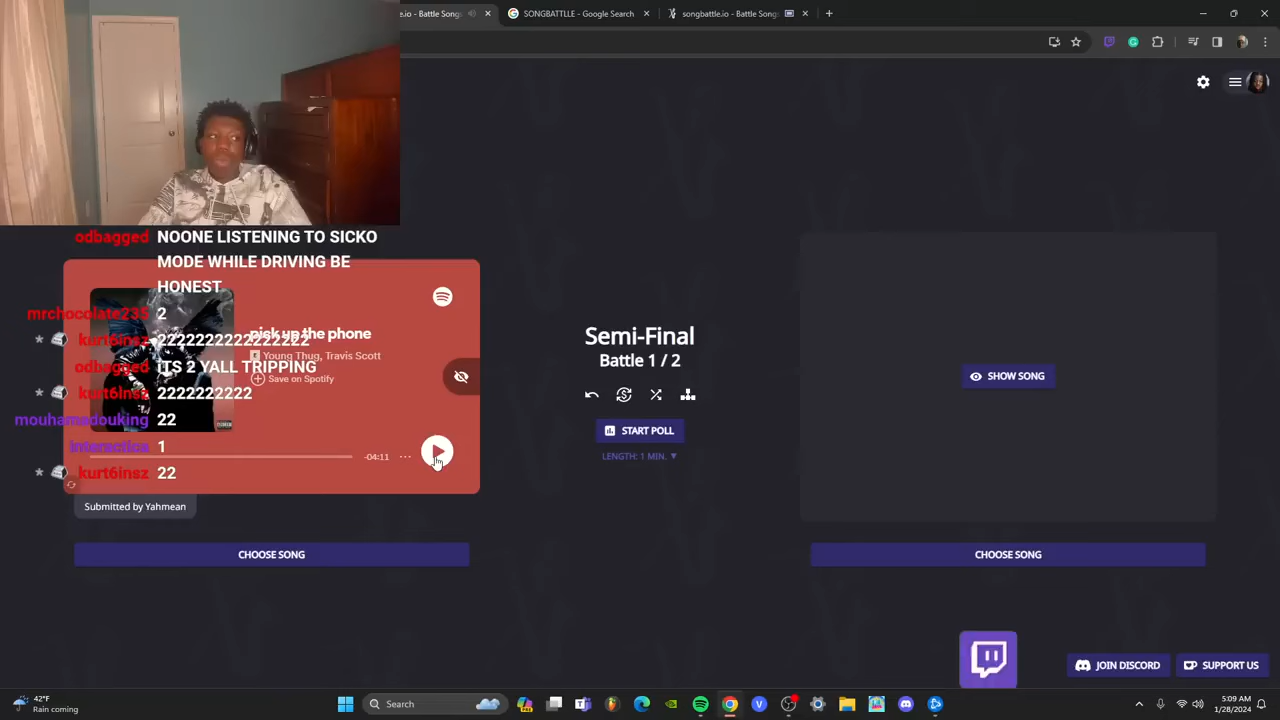 e.io - Battle Song
SONGBATTLLE - Google Search
songbattle.io - Battle Song
odbagged NOONE LISTENING TO SICKO
MODE WHILE DRIVING BE
HONEST
mrchocolate235 2
kurt6insz 22222222222222222
odbagged ITS 2 YALL TRIPPING
kurt6insz 2222222222
mouhamadouking 22
interactica 1
kurt6insz 22
pick up the phone
E Young Thug, Travis Scott
Save on Spotify
-04:11
Submitted by Yahmean
CHOOSE SONG
Semi-Final
Battle 1 / 2
START POLL
LENGTH: 1 MIN. ▼
SHOW SONG
CHOOSE SONG
JOIN DISCORD
SUPPORT US
42°F
Rain coming
Search
5:09 AM
1/28/2024